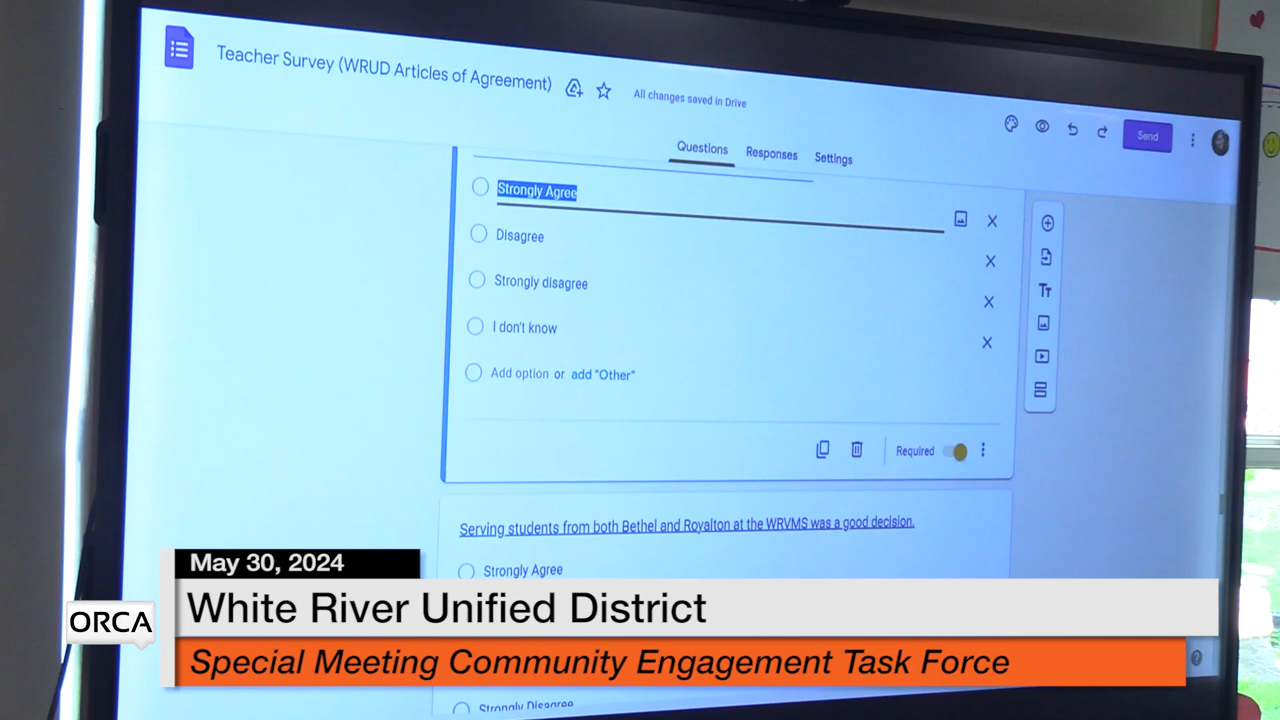 Teacher Survey (WRUD Articles of Agreement)
All changes saved in Drive
Send
Questions Responses Settings
Strongly Agree
Disagree
Strongly disagree
I don't know
Add option or add "Other"
Required
Tт
Serving students from both Bethel and Royalton at the WRVMS was a good decision.
Strongly Agree
May 30, 2024
White River Unified District
ORCA
Special Meeting Community Engagement Task Force
Strongly Disagree